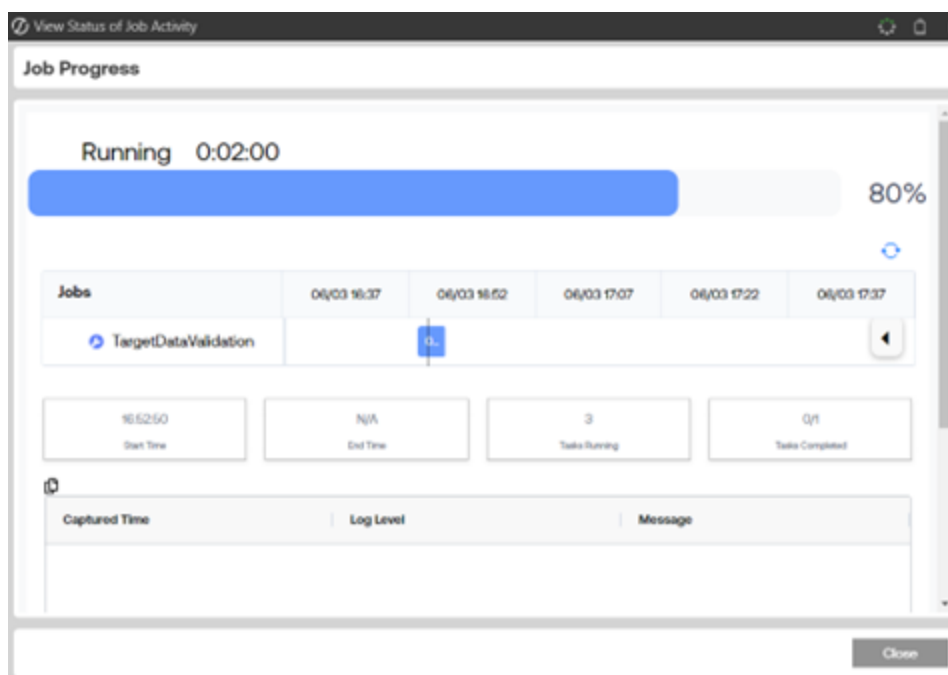 View Status of Job Activity
Job Progress
Running 0:02:00
80%
Jobs 06/03 16:37 06/03 16:52 06/03 17:07 06/03 17:22 06/03 17:37
TargetDataValidation 0..
16:52:50 N/A 3 0/1
Start Time End Time Tasks Running Tasks Completed
Captured Time Log Level Message
Close